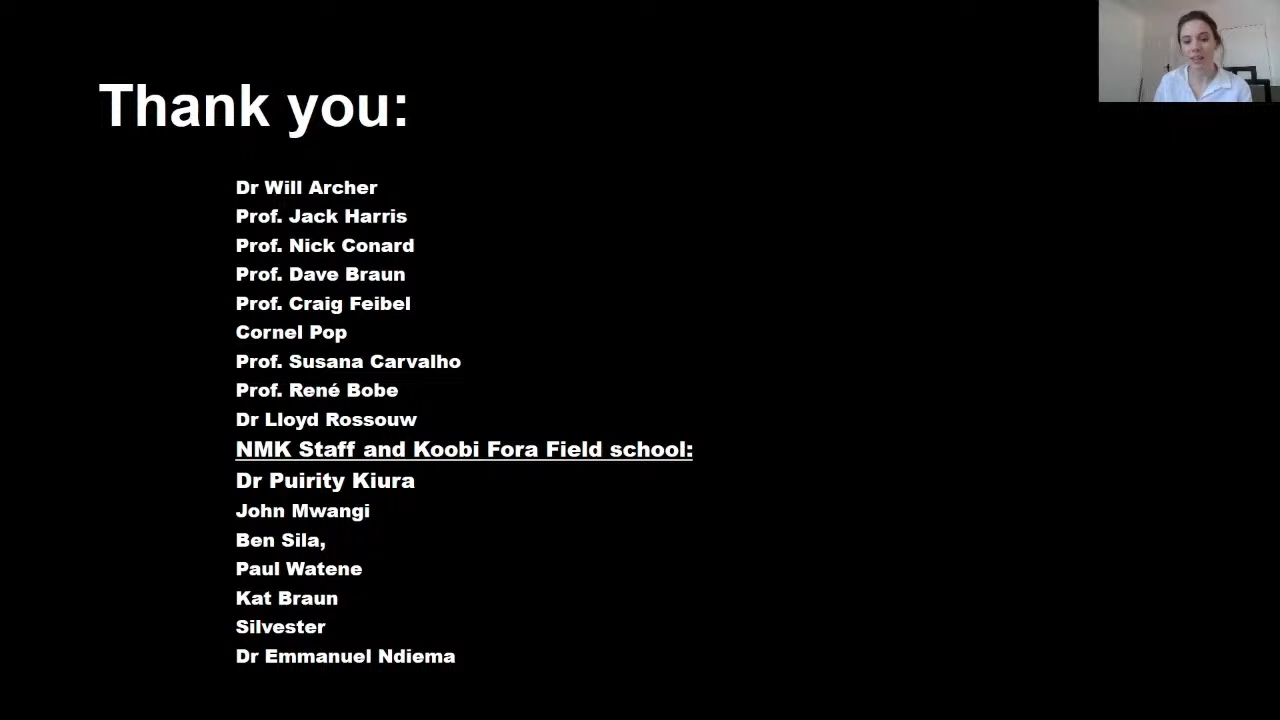 Thank you:
Dr Will Archer
Prof. Jack Harris
Prof. Nick Conard
Prof. Dave Braun
Prof. Craig Feibel
Cornel Pop
Prof. Susana Carvalho
Prof. René Bobe
Dr Lloyd Rossouw
NMK Staff and Koobi Fora Field school:
Dr Puirity Kiura
John Mwangi
Ben Sila,
Paul Watene
Kat Braun
Silvester
Dr Emmanuel Ndiema